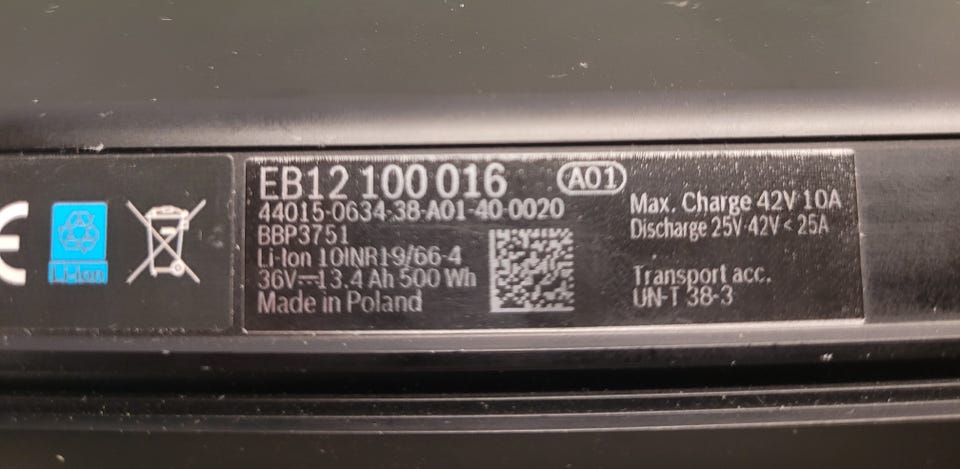 CE
Li-Ion
EB12 100 016 A01
44015-0634-38-A01-40-0020
BBP3751
Li-Ion 10INR19/66-4
36V⎓13.4 Ah 500 Wh
Made in Poland
Max. Charge 42V 10A
Discharge 25V-42V < 25A
Transport acc.
UN-T 38-3